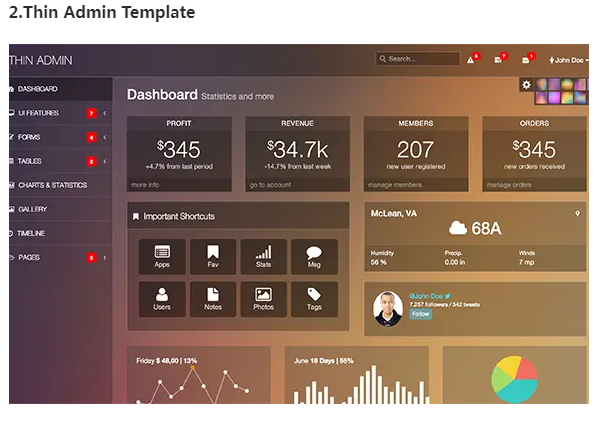 2.Thin Admin Template
THIN ADMIN
Search...
6
7
1
John Doe
DASHBOARD
UI FEATURES 7
FORMS 4
TABLES 2
CHARTS & STATISTICS
GALLERY
TIMELINE
PAGES
Dashboard Statistics and more
PROFIT
$345
+4.7% from last period
more info
REVENUE
$34.7k
-14.7% from last week
go to account
MEMBERS
207
new user registered
manage members
ORDERS
$345
new orders received
manage orders
Important Shortcuts
Apps
Fav
Stats
Msg
Users
Notes
Photos
Tags
McLean, VA
68A
Humidity
56 %
Precip.
0.00 in
Winds
7 mp
@John Doe
7,257 followers / 342 tweets
Follow
Friday $ 48,00 | 13%
June 18 Days | 55%